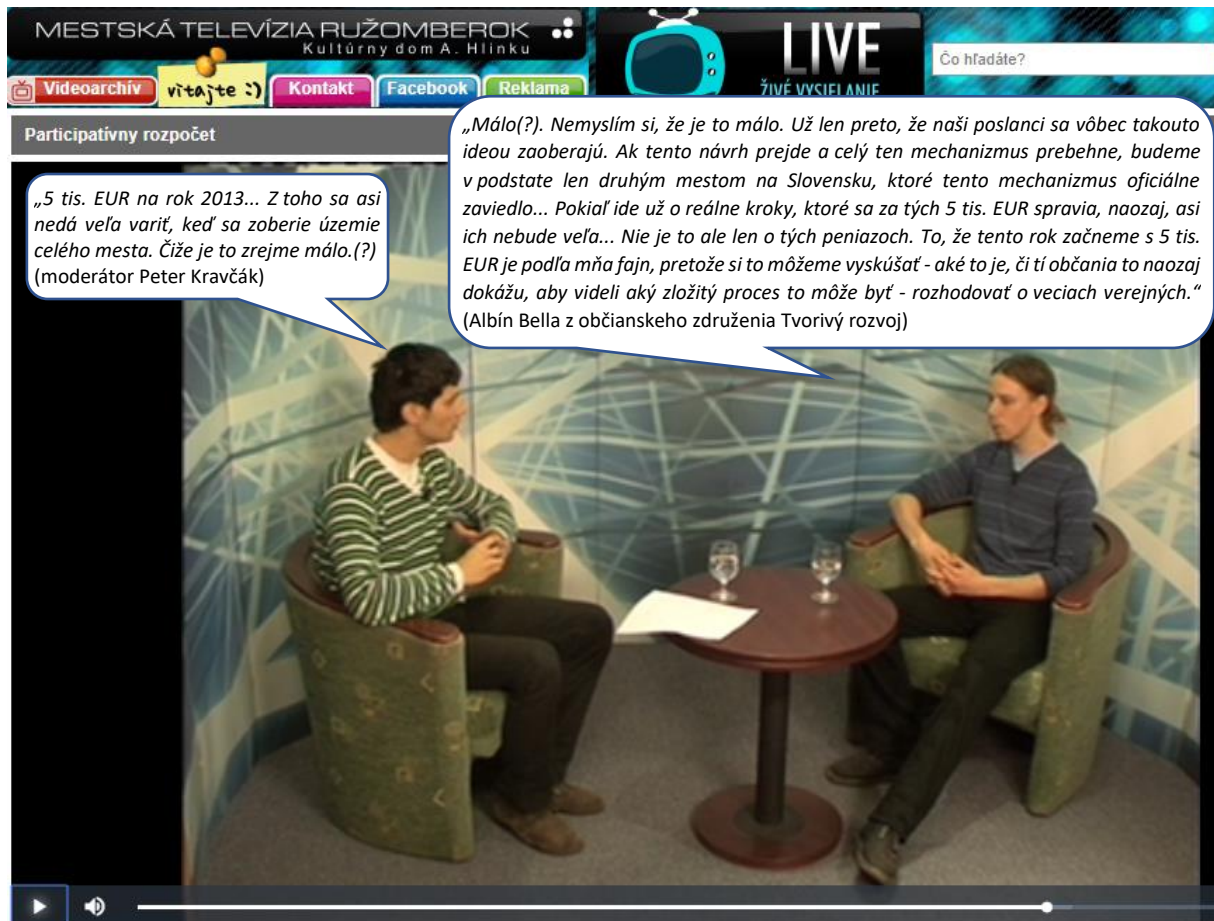 MESTSKÁ TELEVÍZIA RUŽOMBEROK
Kultúrny dom A. Hlinku
LIVE
ŽIVÉ VYSIELANIE
Čo hľadáte?
Videoarchív
vitajte :)
Kontakt
Facebook
Reklama
Participatívny rozpočet
„5 tis. EUR na rok 2013... Z toho sa asi
nedá veľa variť, keď sa zoberie územie
celého mesta. Čiže je to zrejme málo.(?)
(moderátor Peter Kravčák)
„Málo(?). Nemyslím si, že je to málo. Už len preto, že naši poslanci sa vôbec takouto
ideou zaoberajú. Ak tento návrh prejde a celý ten mechanizmus prebehne, budeme
v podstate len druhým mestom na Slovensku, ktoré tento mechanizmus oficiálne
zaviedlo... Pokiaľ ide už o reálne kroky, ktoré sa za tých 5 tis. EUR spravia, naozaj, asi
ich nebude veľa... Nie je to ale len o tých peniazoch. To, že tento rok začneme s 5 tis.
EUR je podľa mňa fajn, pretože si to môžeme vyskúšať - aké to je, či tí občania to naozaj
dokážu, aby videli aký zložitý proces to môže byť - rozhodovať o veciach verejných.“
(Albín Bella z občianskeho združenia Tvorivý rozvoj)